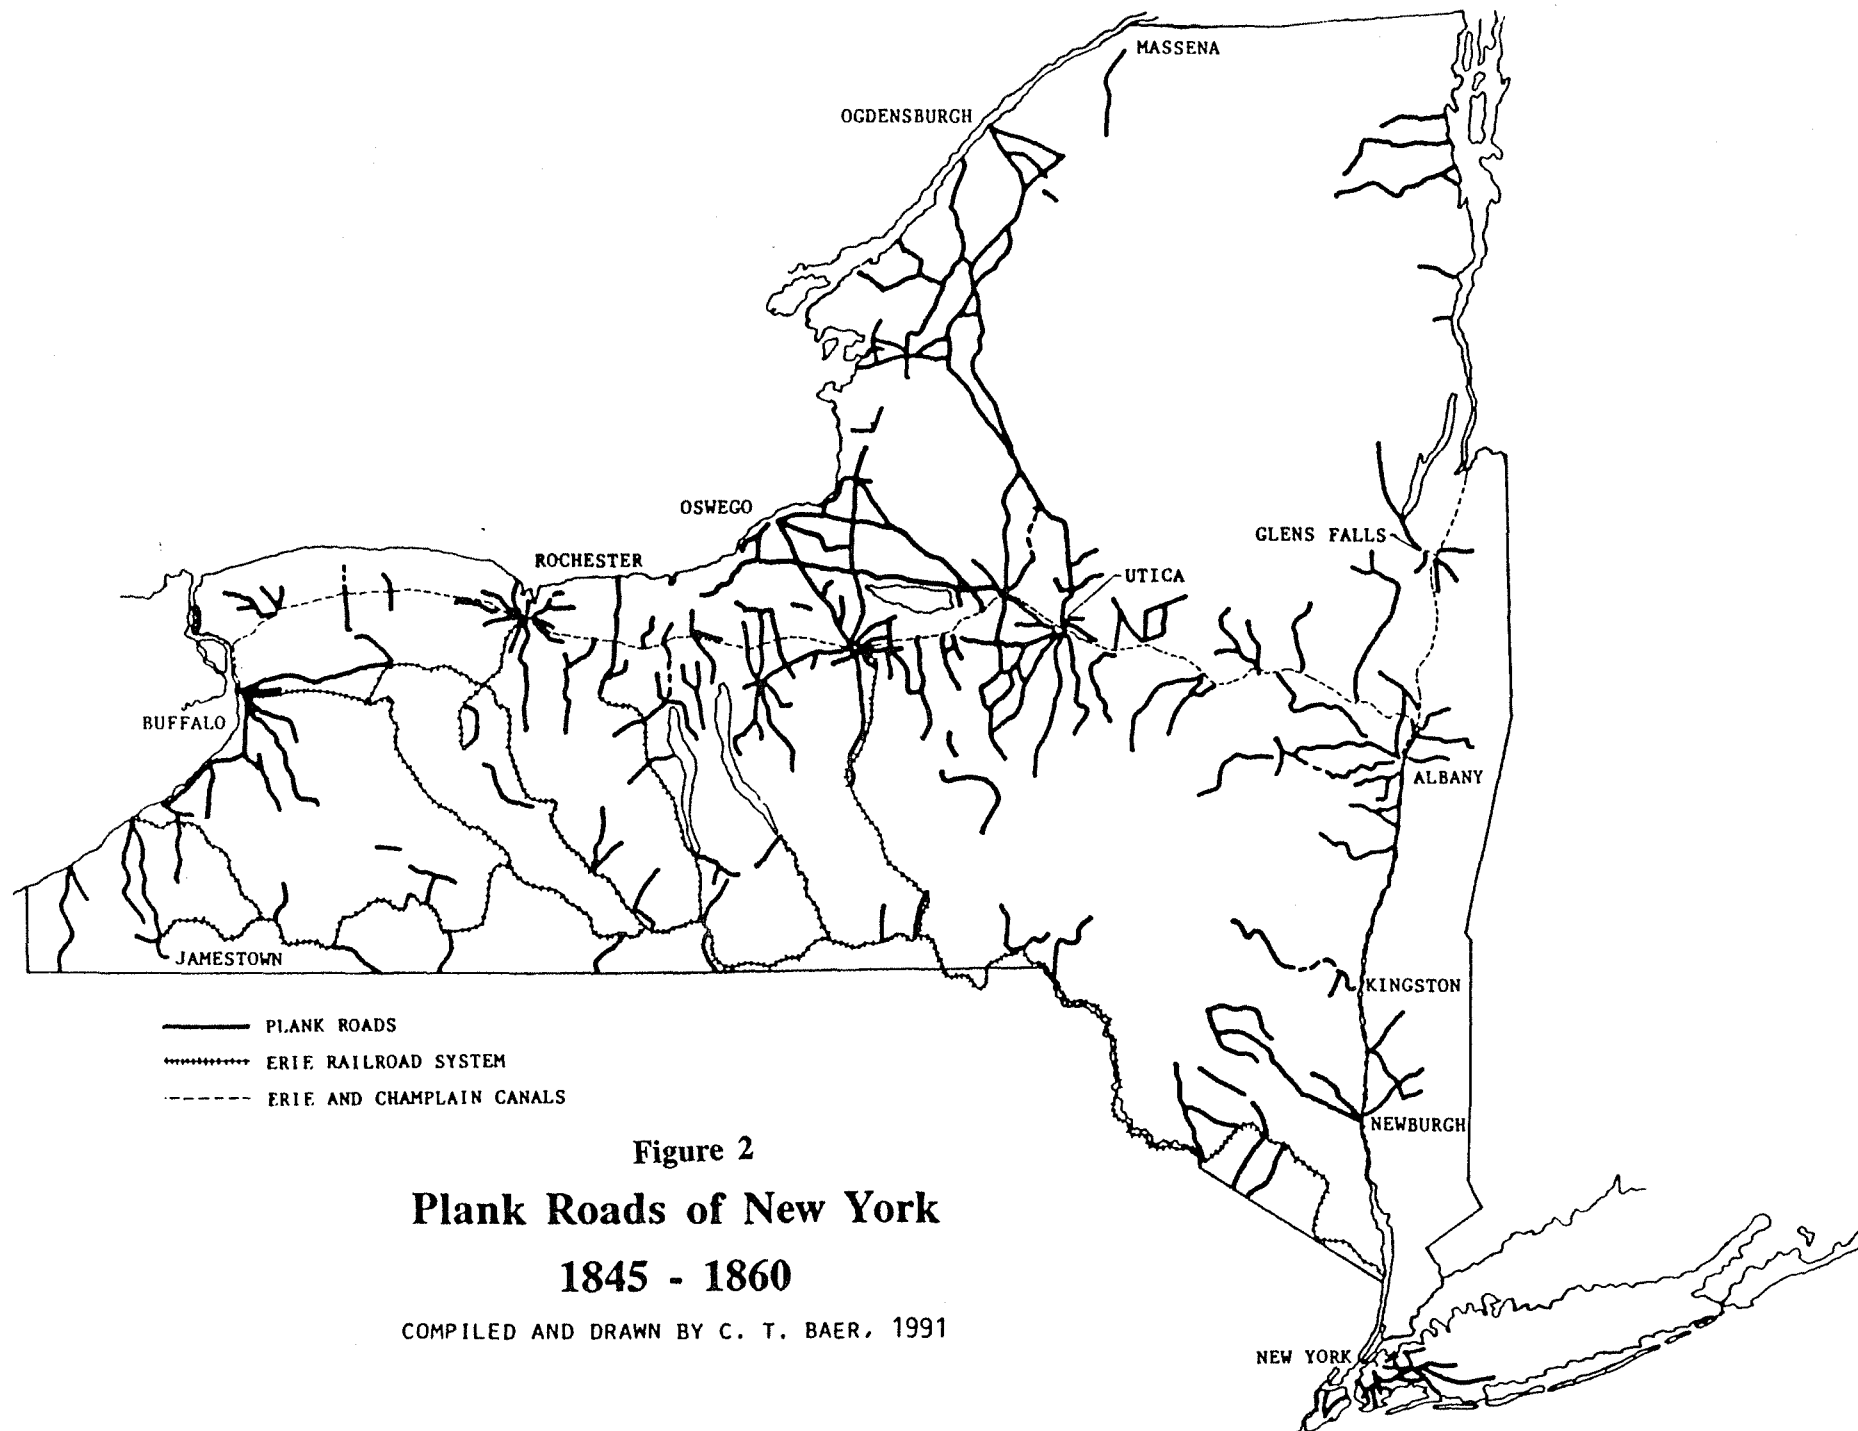 MASSENA
OGDENSBURGH
OSWEGO
ROCHESTER
GLENS FALLS
UTICA
BUFFALO
ALBANY
JAMESTOWN
KINGSTON
PLANK ROADS
ERIE RAILROAD SYSTEM
ERIE AND CHAMPLAIN CANALS
NEWBURGH
Figure 2
Plank Roads of New York
1845 - 1860
COMPILED AND DRAWN BY C. T. BAER, 1991
NEW YORK